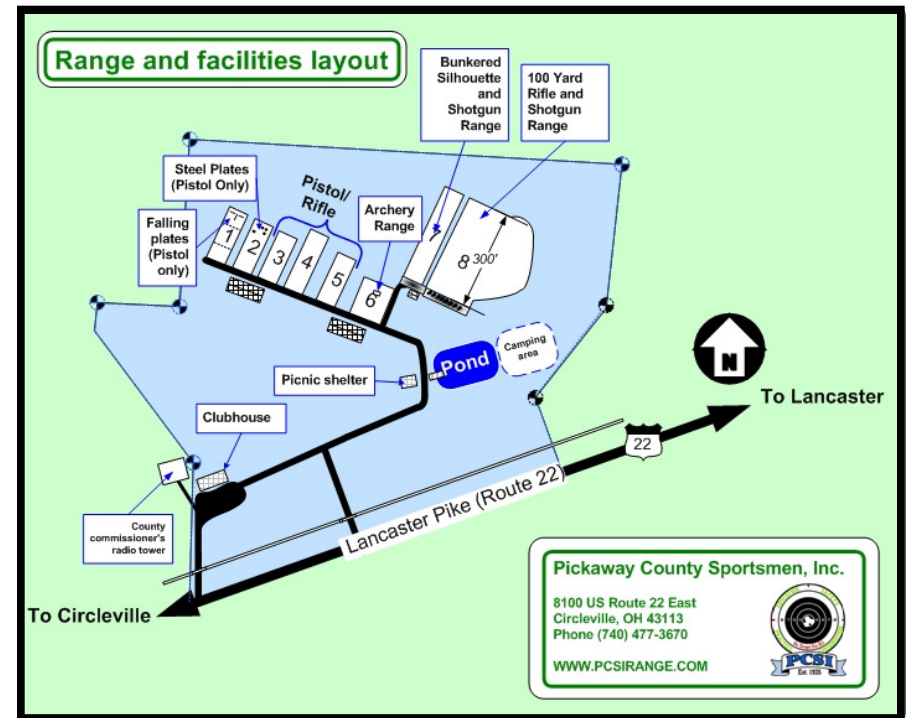 Range and facilities layout
Bunkered
Silhouette
and
Shotgun
Range
100 Yard
Rifle and
Shotgun
Range
Steel Plates
(Pistol Only)
Pistol/
Rifle
Archery
Range
Falling
plates
(Pistol
only)
1
2
3
4
5
6
7
8
300'
Pond
Camping
area
N
Picnic shelter
To Lancaster
Clubhouse
22
Lancaster Pike (Route 22)
County
commissioner's
radio tower
To Circleville
Pickaway County Sportsmen, Inc.
8100 US Route 22 East
Circleville, OH 43113
Phone (740) 477-3670
WWW.PCSIRANGE.COM
PCSI
Est. 1935